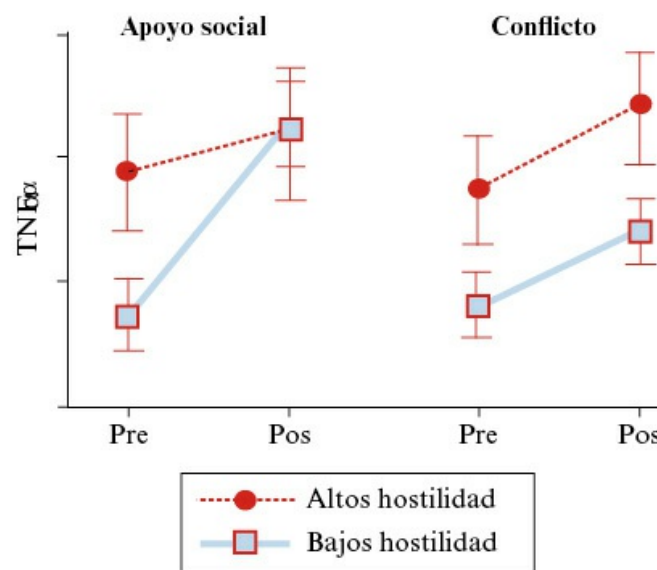 Apoyo social
Conflicto
TNFα
Pre
Pos
Pre
Pos
Altos hostilidad
Bajos hostilidad